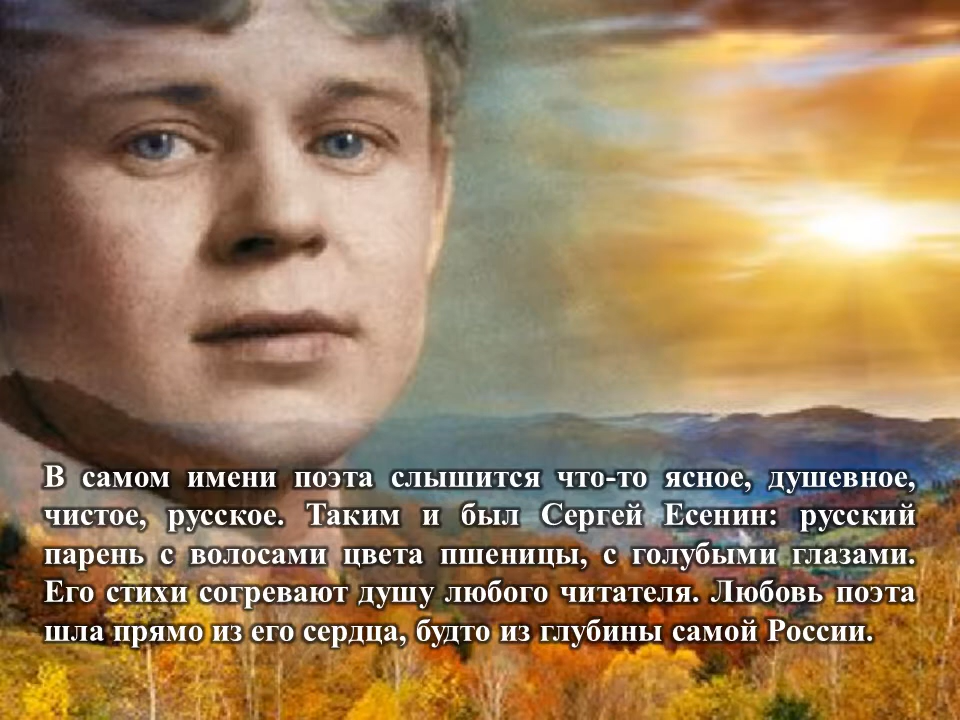 В самом имени поэта слышится что-то ясное, душевное,
чистое, русское. Таким и был Сергей Есенин: русский
парень с волосами цвета пшеницы, с голубыми глазами.
Его стихи согревают душу любого читателя. Любовь поэта
шла прямо из его сердца, будто из глубины самой России.